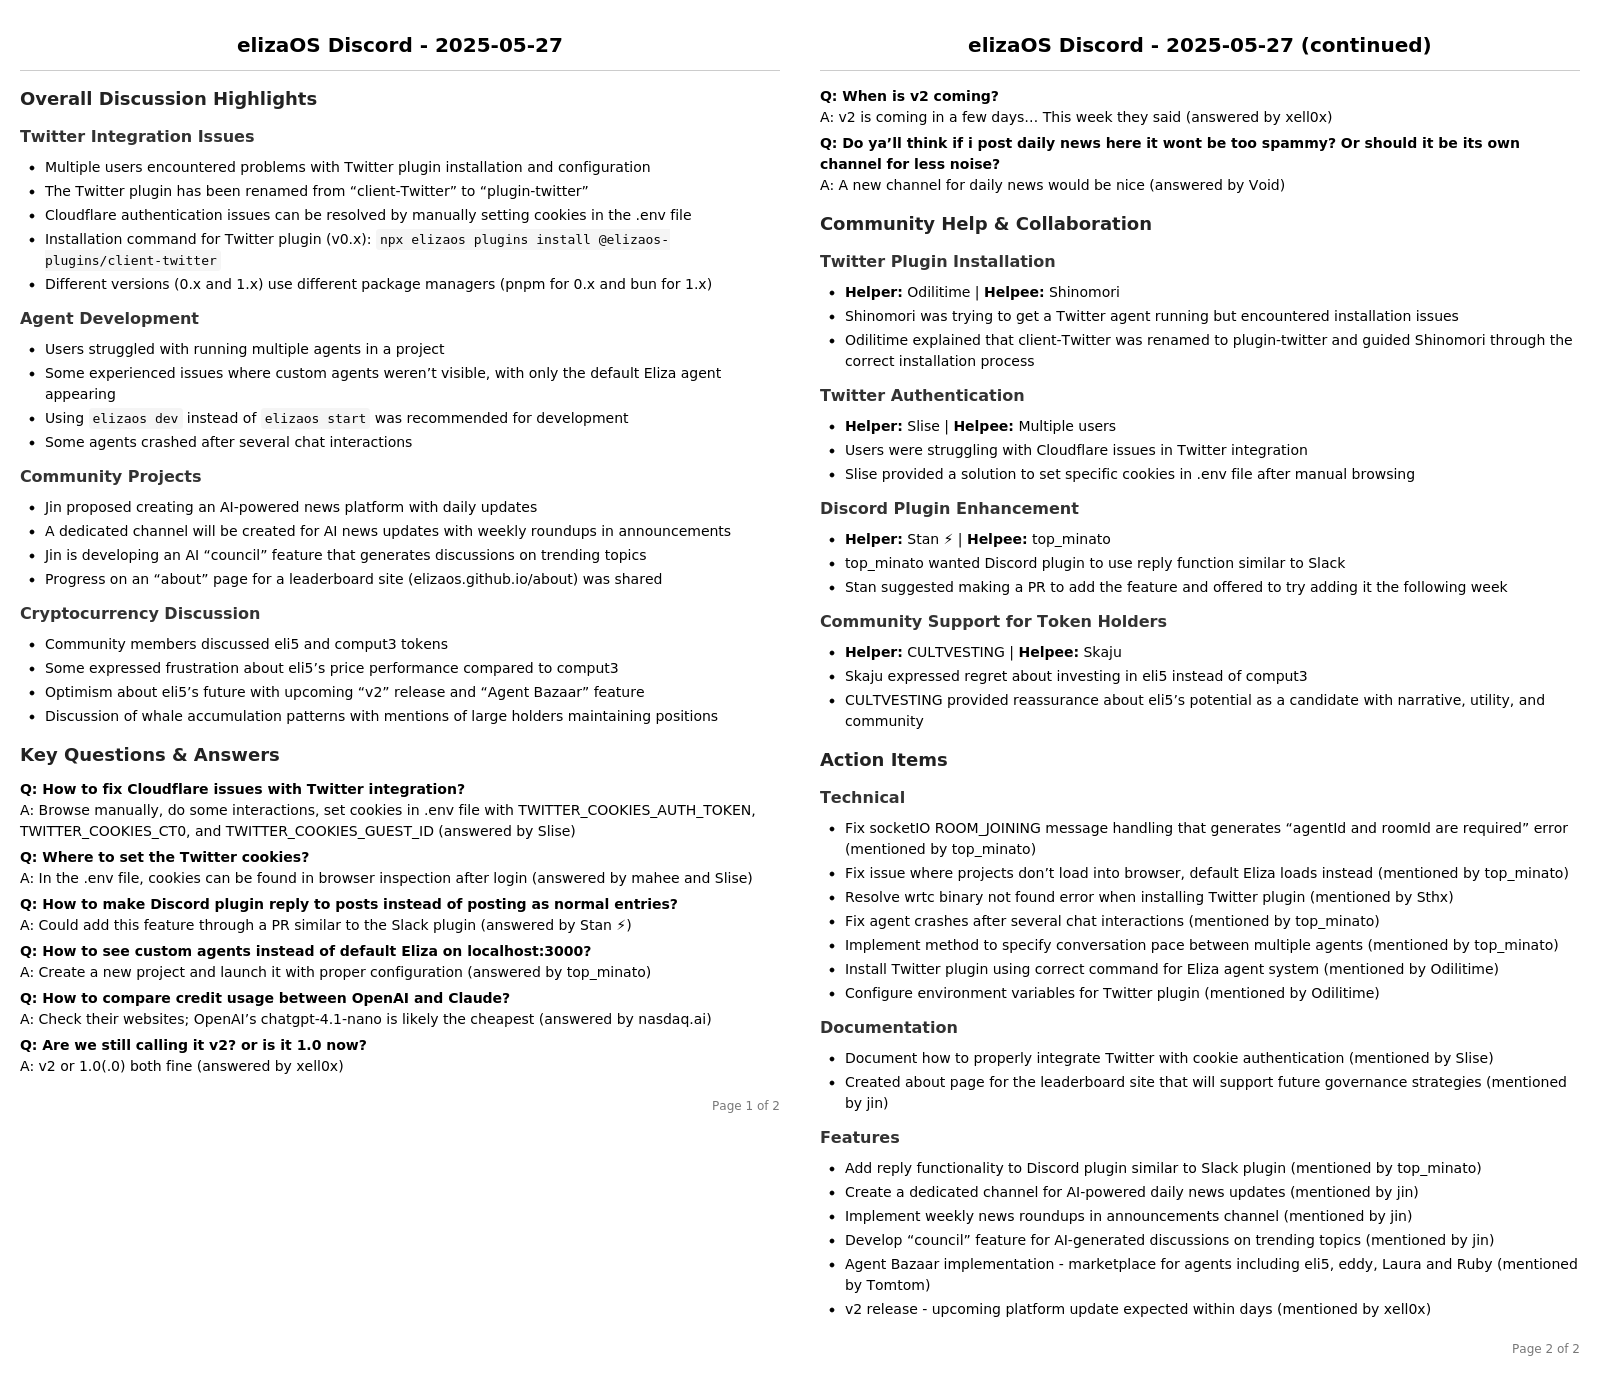 elizaOS Discord - 2025-05-27
Overall Discussion Highlights
Twitter Integration Issues
• Multiple users encountered problems with Twitter plugin installation and configuration
• The Twitter plugin has been renamed from “client-Twitter” to “plugin-twitter”
• Cloudflare authentication issues can be resolved by manually setting cookies in the .env file
• Installation command for Twitter plugin (v0.x): npx elizaos plugins install @elizaos-
plugins/client-twitter
• Different versions (0.x and 1.x) use different package managers (pnpm for 0.x and bun for 1.x)
Agent Development
• Users struggled with running multiple agents in a project
• Some experienced issues where custom agents weren’t visible, with only the default Eliza agent
appearing
• Using elizaos dev instead of elizaos start was recommended for development
• Some agents crashed after several chat interactions
Community Projects
• Jin proposed creating an AI-powered news platform with daily updates
• A dedicated channel will be created for AI news updates with weekly roundups in announcements
• Jin is developing an AI “council” feature that generates discussions on trending topics
• Progress on an “about” page for a leaderboard site (elizaos.github.io/about) was shared
Cryptocurrency Discussion
• Community members discussed eli5 and comput3 tokens
• Some expressed frustration about eli5’s price performance compared to comput3
• Optimism about eli5’s future with upcoming “v2” release and “Agent Bazaar” feature
• Discussion of whale accumulation patterns with mentions of large holders maintaining positions
Key Questions & Answers
Q: How to fix Cloudflare issues with Twitter integration?
A: Browse manually, do some interactions, set cookies in .env file with TWITTER_COOKIES_AUTH_TOKEN,
TWITTER_COOKIES_CT0, and TWITTER_COOKIES_GUEST_ID (answered by Slise)
Q: Where to set the Twitter cookies?
A: In the .env file, cookies can be found in browser inspection after login (answered by mahee and Slise)
Q: How to make Discord plugin reply to posts instead of posting as normal entries?
A: Could add this feature through a PR similar to the Slack plugin (answered by Stan ⚡)
Q: How to see custom agents instead of default Eliza on localhost:3000?
A: Create a new project and launch it with proper configuration (answered by top_minato)
Q: How to compare credit usage between OpenAI and Claude?
A: Check their websites; OpenAI’s chatgpt-4.1-nano is likely the cheapest (answered by nasdaq.ai)
Q: Are we still calling it v2? or is it 1.0 now?
A: v2 or 1.0(.0) both fine (answered by xell0x)
Page 1 of 2
elizaOS Discord - 2025-05-27 (continued)
Q: When is v2 coming?
A: v2 is coming in a few days… This week they said (answered by xell0x)
Q: Do ya’ll think if i post daily news here it wont be too spammy? Or should it be its own
channel for less noise?
A: A new channel for daily news would be nice (answered by Void)
Community Help & Collaboration
Twitter Plugin Installation
• Helper: Odilitime | Helpee: Shinomori
• Shinomori was trying to get a Twitter agent running but encountered installation issues
• Odilitime explained that client-Twitter was renamed to plugin-twitter and guided Shinomori through the
correct installation process
Twitter Authentication
• Helper: Slise | Helpee: Multiple users
• Users were struggling with Cloudflare issues in Twitter integration
• Slise provided a solution to set specific cookies in .env file after manual browsing
Discord Plugin Enhancement
• Helper: Stan ⚡ | Helpee: top_minato
• top_minato wanted Discord plugin to use reply function similar to Slack
• Stan suggested making a PR to add the feature and offered to try adding it the following week
Community Support for Token Holders
• Helper: CULTVESTING | Helpee: Skaju
• Skaju expressed regret about investing in eli5 instead of comput3
• CULTVESTING provided reassurance about eli5’s potential as a candidate with narrative, utility, and
community
Action Items
Technical
• Fix socketIO ROOM_JOINING message handling that generates “agentId and roomId are required” error
(mentioned by top_minato)
• Fix issue where projects don’t load into browser, default Eliza loads instead (mentioned by top_minato)
• Resolve wrtc binary not found error when installing Twitter plugin (mentioned by Sthx)
• Fix agent crashes after several chat interactions (mentioned by top_minato)
• Implement method to specify conversation pace between multiple agents (mentioned by top_minato)
• Install Twitter plugin using correct command for Eliza agent system (mentioned by Odilitime)
• Configure environment variables for Twitter plugin (mentioned by Odilitime)
Documentation
• Document how to properly integrate Twitter with cookie authentication (mentioned by Slise)
• Created about page for the leaderboard site that will support future governance strategies (mentioned
by jin)
Features
• Add reply functionality to Discord plugin similar to Slack plugin (mentioned by top_minato)
• Create a dedicated channel for AI-powered daily news updates (mentioned by jin)
• Implement weekly news roundups in announcements channel (mentioned by jin)
• Develop “council” feature for AI-generated discussions on trending topics (mentioned by jin)
• Agent Bazaar implementation - marketplace for agents including eli5, eddy, Laura and Ruby (mentioned
by Tomtom)
• v2 release - upcoming platform update expected within days (mentioned by xell0x)
Page 2 of 2